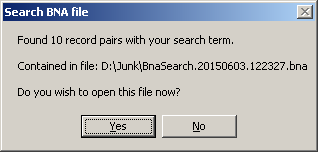 Search BNA file
Found 10 record pairs with your search term.
Contained in file: D:\Junk\BnaSearch.20150603.122327.bna
Do you wish to open this file now?
Yes
No